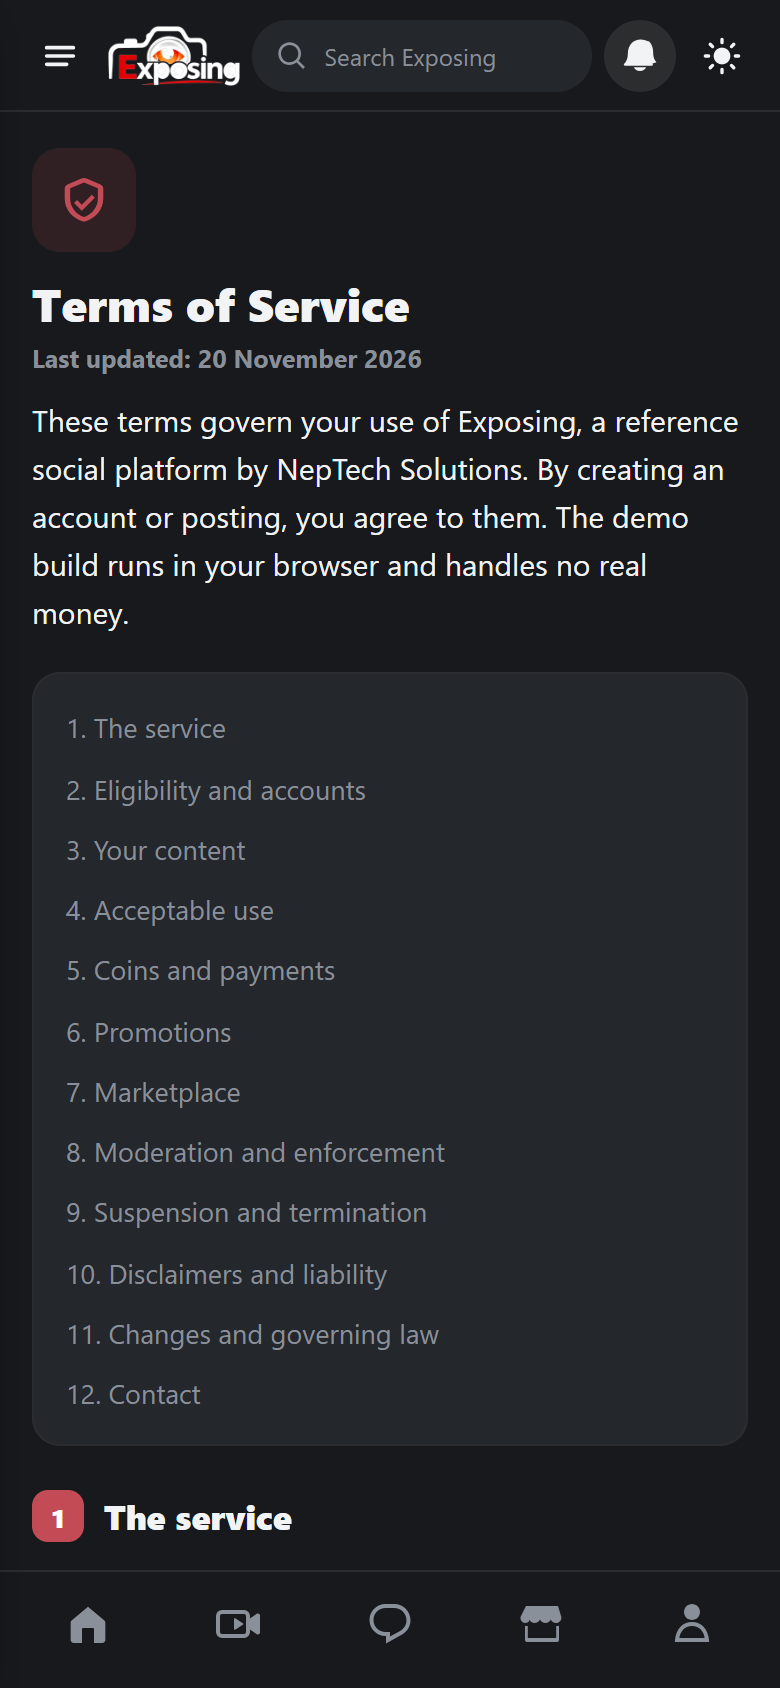 Exposing
Search Exposing
Terms of Service
Last updated: 20 November 2026
These terms govern your use of Exposing, a reference
social platform by NepTech Solutions. By creating an
account or posting, you agree to them. The demo
build runs in your browser and handles no real
money.
1. The service
2. Eligibility and accounts
3. Your content
4. Acceptable use
5. Coins and payments
6. Promotions
7. Marketplace
8. Moderation and enforcement
9. Suspension and termination
10. Disclaimers and liability
11. Changes and governing law
12. Contact
1 The service